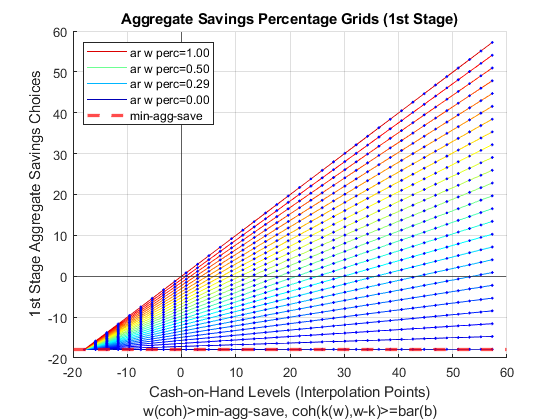 Aggregate Savings Percentage Grids (1st Stage)
1st Stage Aggregate Savings Choices
60
50
40
30
20
10
0
-10
-20
ar w perc=1.00
ar w perc=0.50
ar w perc=0.29
ar w perc=0.00
min-agg-save
-20
-10
0
10
20
30
40
50
60
Cash-on-Hand Levels (Interpolation Points)
w(coh)>min-agg-save, coh(k(w),w-k)>=bar(b)